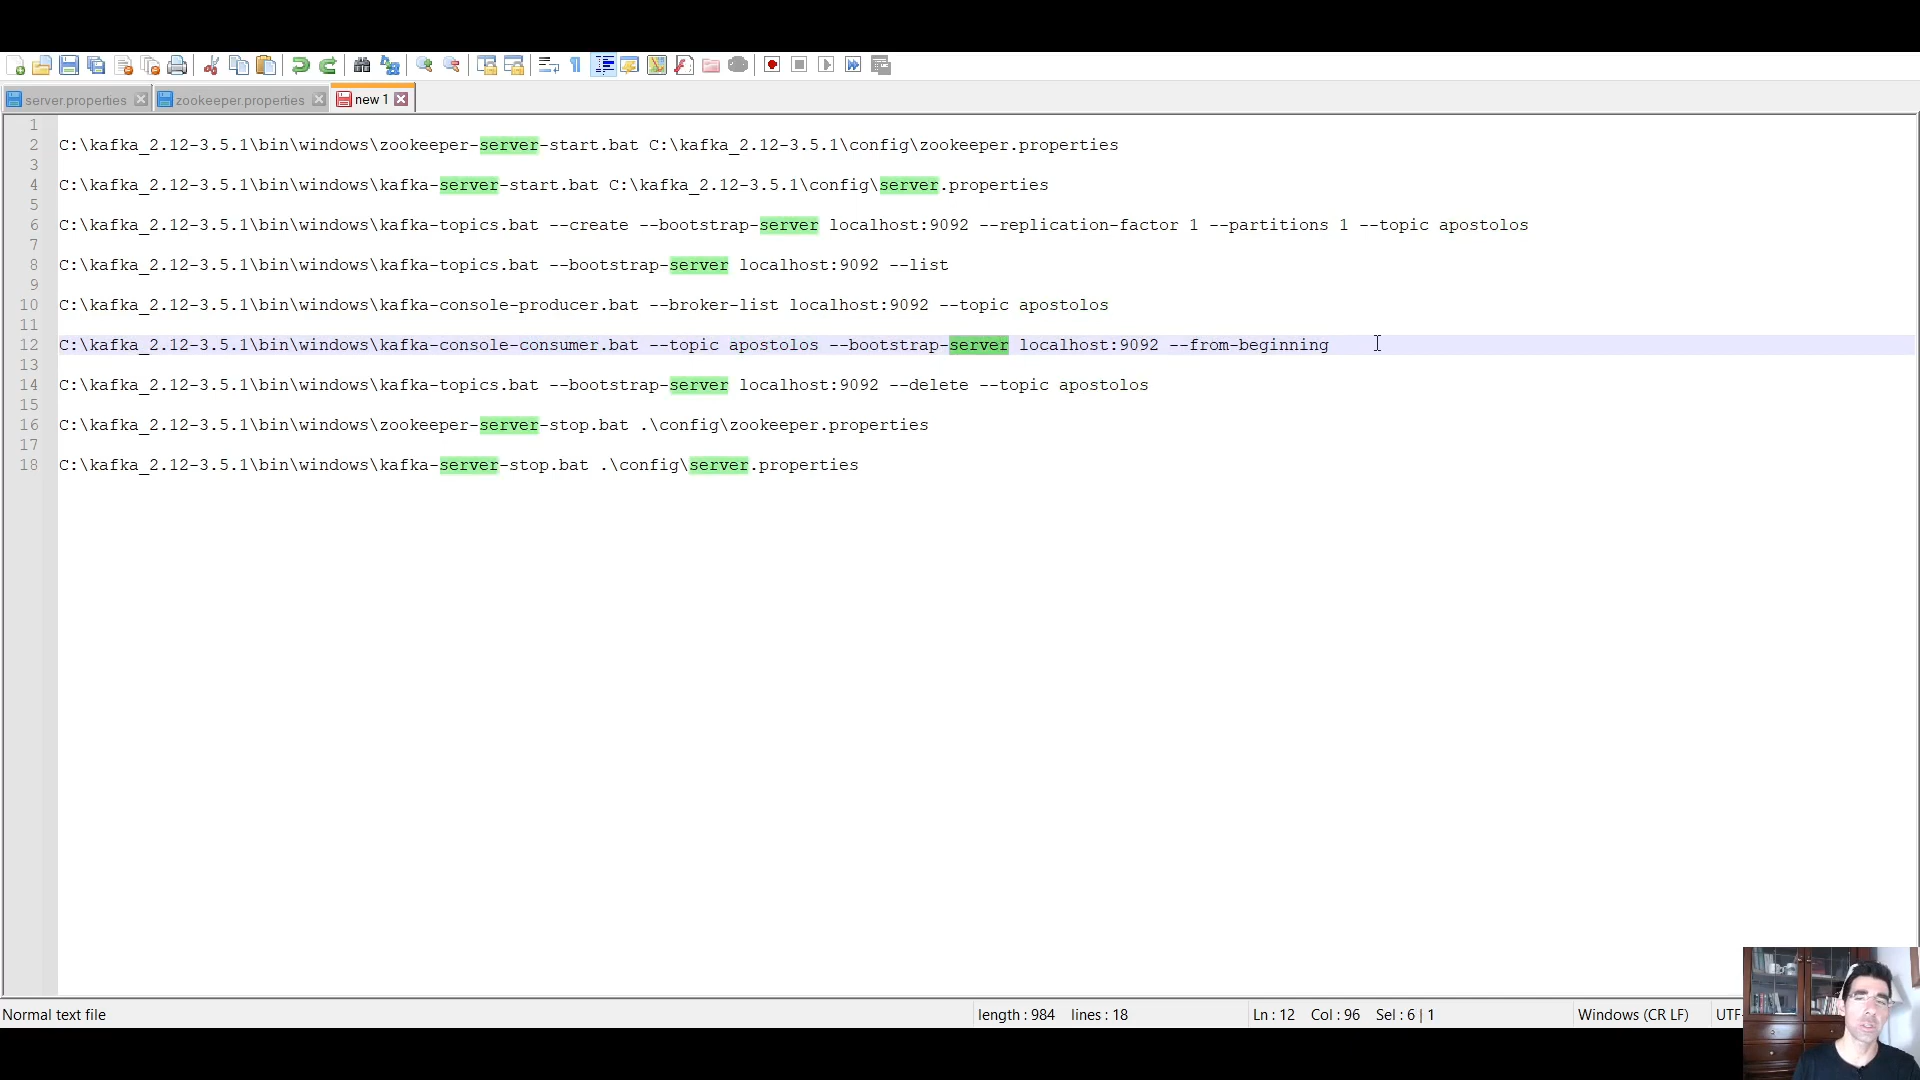 server.properties zookeeper.properties new 1
1
2 C:\kafka_2.12-3.5.1\bin\windows\zookeeper-server-start.bat C:\kafka_2.12-3.5.1\config\zookeeper.properties
3
4 C:\kafka_2.12-3.5.1\bin\windows\kafka-server-start.bat C:\kafka_2.12-3.5.1\config\server.properties
5
6 C:\kafka_2.12-3.5.1\bin\windows\kafka-topics.bat --create --bootstrap-server localhost:9092 --replication-factor 1 --partitions 1 --topic apostolos
7
8 C:\kafka_2.12-3.5.1\bin\windows\kafka-topics.bat --bootstrap-server localhost:9092 --list
9
10 C:\kafka_2.12-3.5.1\bin\windows\kafka-console-producer.bat --broker-list localhost:9092 --topic apostolos
11
12 C:\kafka_2.12-3.5.1\bin\windows\kafka-console-consumer.bat --topic apostolos --bootstrap-server localhost:9092 --from-beginning
13
14 C:\kafka_2.12-3.5.1\bin\windows\kafka-topics.bat --bootstrap-server localhost:9092 --delete --topic apostolos
15
16 C:\kafka_2.12-3.5.1\bin\windows\zookeeper-server-stop.bat .\config\zookeeper.properties
17
18 C:\kafka_2.12-3.5.1\bin\windows\kafka-server-stop.bat .\config\server.properties
Normal text file length : 984 lines : 18 Ln : 12 Col : 96 Sel : 6 | 1 Windows (CR LF) UTF-